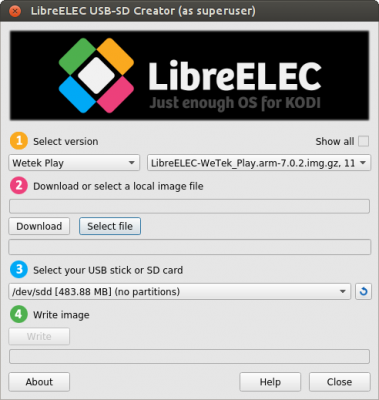 LibreELEC USB-SD Creator (as superuser)
LibreELEC
Just enough OS for KODI
1 Select version
Show all
Wetek Play
LibreELEC-WeTek_Play.arm-7.0.2.img.gz, 11
2 Download or select a local image file
Download
Select file
3 Select your USB stick or SD card
/dev/sdd [483.88 MB] (no partitions)
4 Write image
Write
About
Help
Close